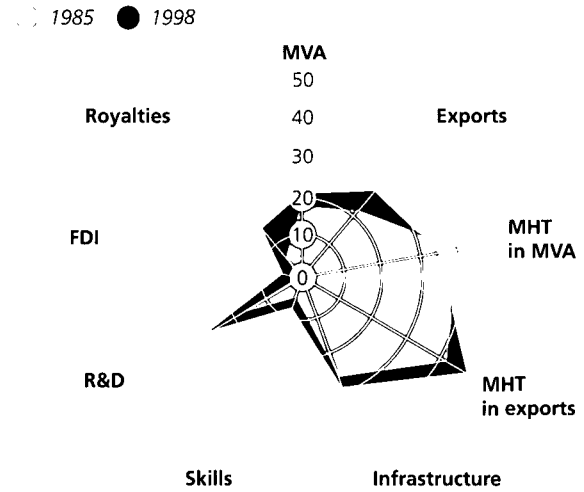 1985 1998
MVA
50
Royalties
40
Exports
30
20
FDI
10
MHT
in MVA
0
R&D
MHT
in exports
Skills
Infrastructure